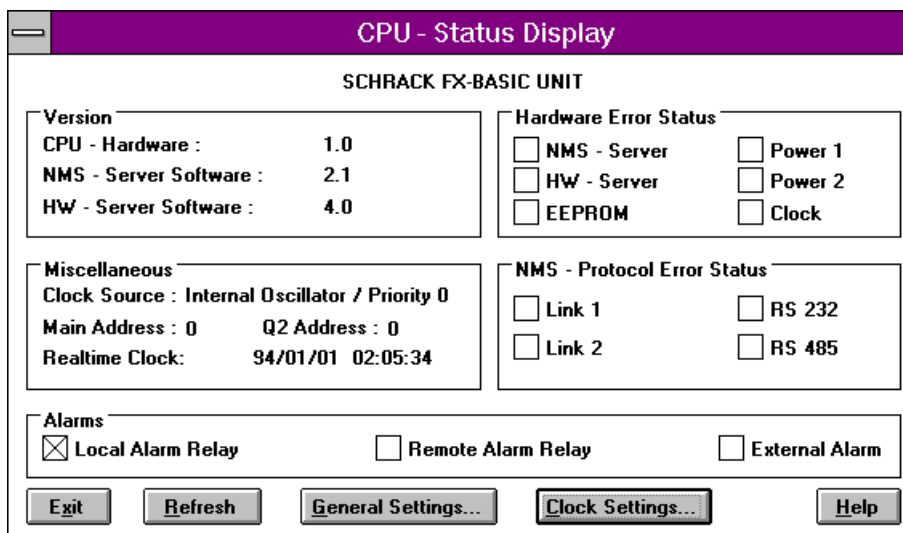 CPU - Status Display
SCHRACK FX-BASIC UNIT
Version
CPU - Hardware : 1.0
NMS - Server Software : 2.1
HW - Server Software : 4.0
Hardware Error Status
NMS - Server Power 1
HW - Server Power 2
EEPROM Clock
Miscellaneous
Clock Source : Internal Oscillator / Priority 0
Main Address : 0 Q2 Address : 0
Realtime Clock: 94/01/01 02:05:34
NMS - Protocol Error Status
Link 1 RS 232
Link 2 RS 485
Alarms
Local Alarm Relay Remote Alarm Relay External Alarm
Exit Refresh General Settings... Clock Settings... Help